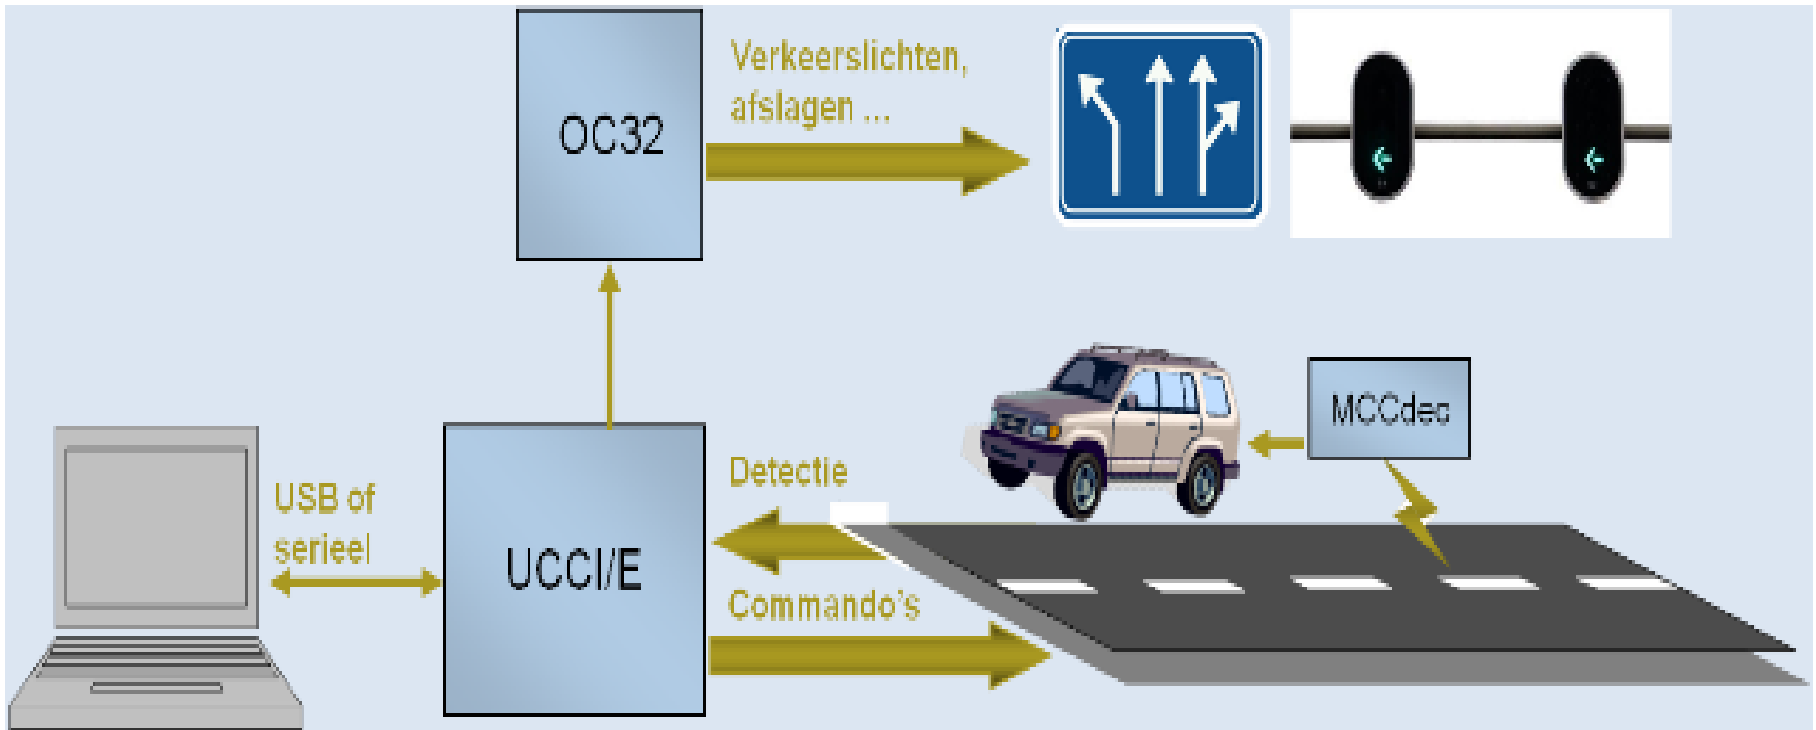 OC32
Verkeerslichten,
afslagen ...
MCCdec
Detectie
USB of
serieel
UCCI/E
Commando's